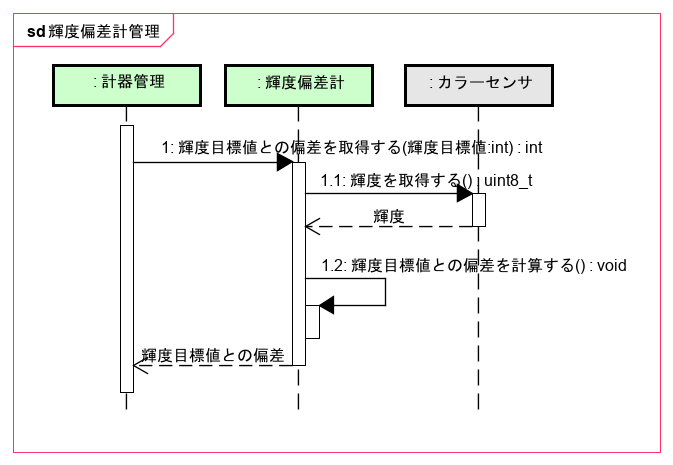 sd 輝度偏差計管理
: 計器管理
: 輝度偏差計
: カラーセンサ
1: 輝度目標値との偏差を取得する(輝度目標値:int) : int
1.1: 輝度を取得する() : uint8_t
輝度
1.2: 輝度目標値との偏差を計算する() : void
輝度目標値との偏差